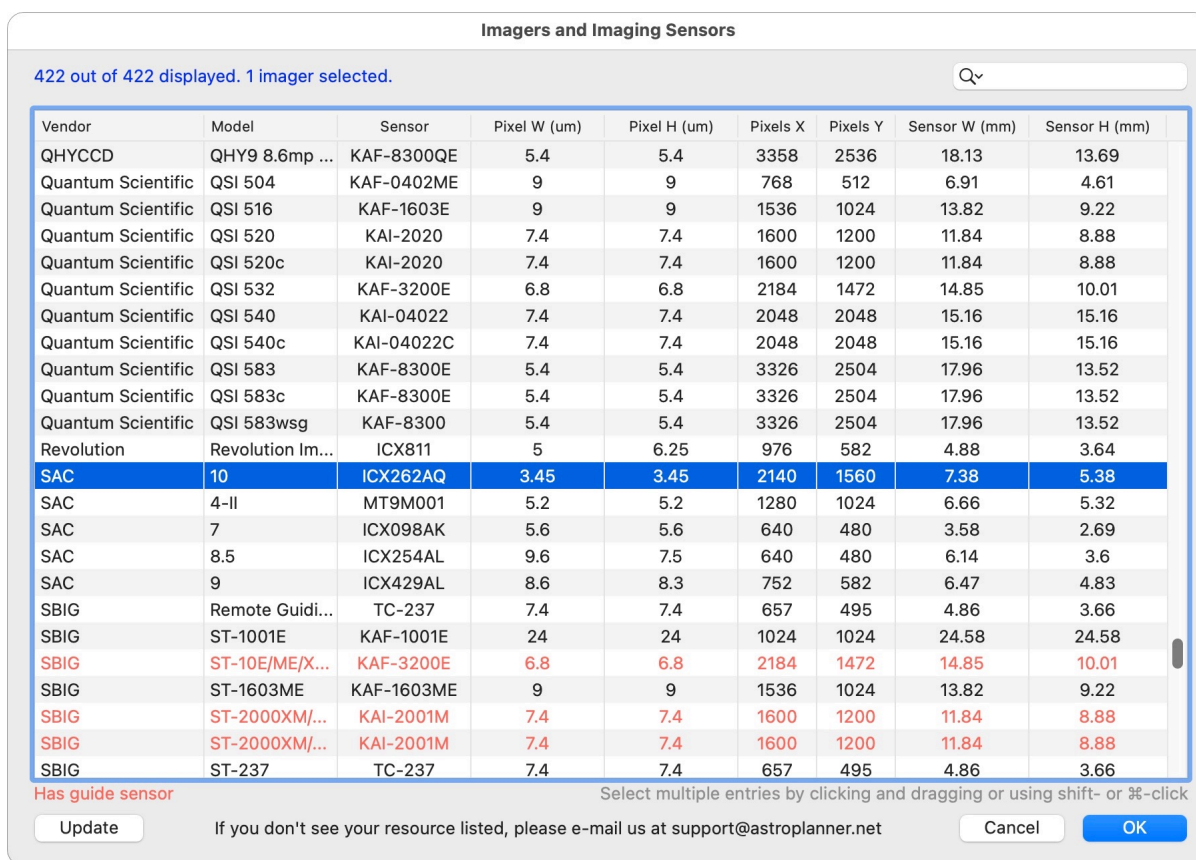 Imagers and Imaging Sensors
422 out of 422 displayed. 1 imager selected.
Vendor Model Sensor Pixel W (um) Pixel H (um) Pixels X Pixels Y Sensor W (mm) Sensor H (mm)
QHYCCD QHY9 8.6mp ... KAF-8300QE 5.4 5.4 3358 2536 18.13 13.69
Quantum Scientific QSI 504 KAF-0402ME 9 9 768 512 6.91 4.61
Quantum Scientific QSI 516 KAF-1603E 9 9 1536 1024 13.82 9.22
Quantum Scientific QSI 520 KAI-2020 7.4 7.4 1600 1200 11.84 8.88
Quantum Scientific QSI 520c KAI-2020 7.4 7.4 1600 1200 11.84 8.88
Quantum Scientific QSI 532 KAF-3200E 6.8 6.8 2184 1472 14.85 10.01
Quantum Scientific QSI 540 KAI-04022 7.4 7.4 2048 2048 15.16 15.16
Quantum Scientific QSI 540c KAI-04022C 7.4 7.4 2048 2048 15.16 15.16
Quantum Scientific QSI 583 KAF-8300E 5.4 5.4 3326 2504 17.96 13.52
Quantum Scientific QSI 583c KAF-8300E 5.4 5.4 3326 2504 17.96 13.52
Quantum Scientific QSI 583wsg KAF-8300 5.4 5.4 3326 2504 17.96 13.52
Revolution Revolution Im... ICX811 5 6.25 976 582 4.88 3.64
SAC 10 ICX262AQ 3.45 3.45 2140 1560 7.38 5.38
SAC 4-II MT9M001 5.2 5.2 1280 1024 6.66 5.32
SAC 7 ICX098AK 5.6 5.6 640 480 3.58 2.69
SAC 8.5 ICX254AL 9.6 7.5 640 480 6.14 3.6
SAC 9 ICX429AL 8.6 8.3 752 582 6.47 4.83
SBIG Remote Guidi... TC-237 7.4 7.4 657 495 4.86 3.66
SBIG ST-1001E KAF-1001E 24 24 1024 1024 24.58 24.58
SBIG ST-10E/ME/X... KAF-3200E 6.8 6.8 2184 1472 14.85 10.01
SBIG ST-1603ME KAF-1603ME 9 9 1536 1024 13.82 9.22
SBIG ST-2000XM/... KAI-2001M 7.4 7.4 1600 1200 11.84 8.88
SBIG ST-2000XM/... KAI-2001M 7.4 7.4 1600 1200 11.84 8.88
SBIG ST-237 TC-237 7.4 7.4 657 495 4.86 3.66
Has guide sensor Select multiple entries by clicking and dragging or using shift- or ⌘-click
Update If you don't see your resource listed, please e-mail us at support@astroplanner.net Cancel OK